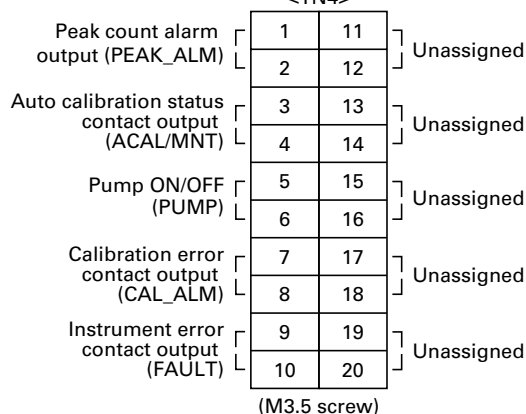 <TN4>
Peak count alarm
output (PEAK_ALM)
1 11
2 12
Unassigned
Auto calibration status
contact output
(ACAL/MNT)
3 13
4 14
Unassigned
Pump ON/OFF
(PUMP)
5 15
6 16
Unassigned
Calibration error
contact output
(CAL_ALM)
7 17
8 18
Unassigned
Instrument error
contact output
(FAULT)
9 19
10 20
Unassigned
(M3.5 screw)